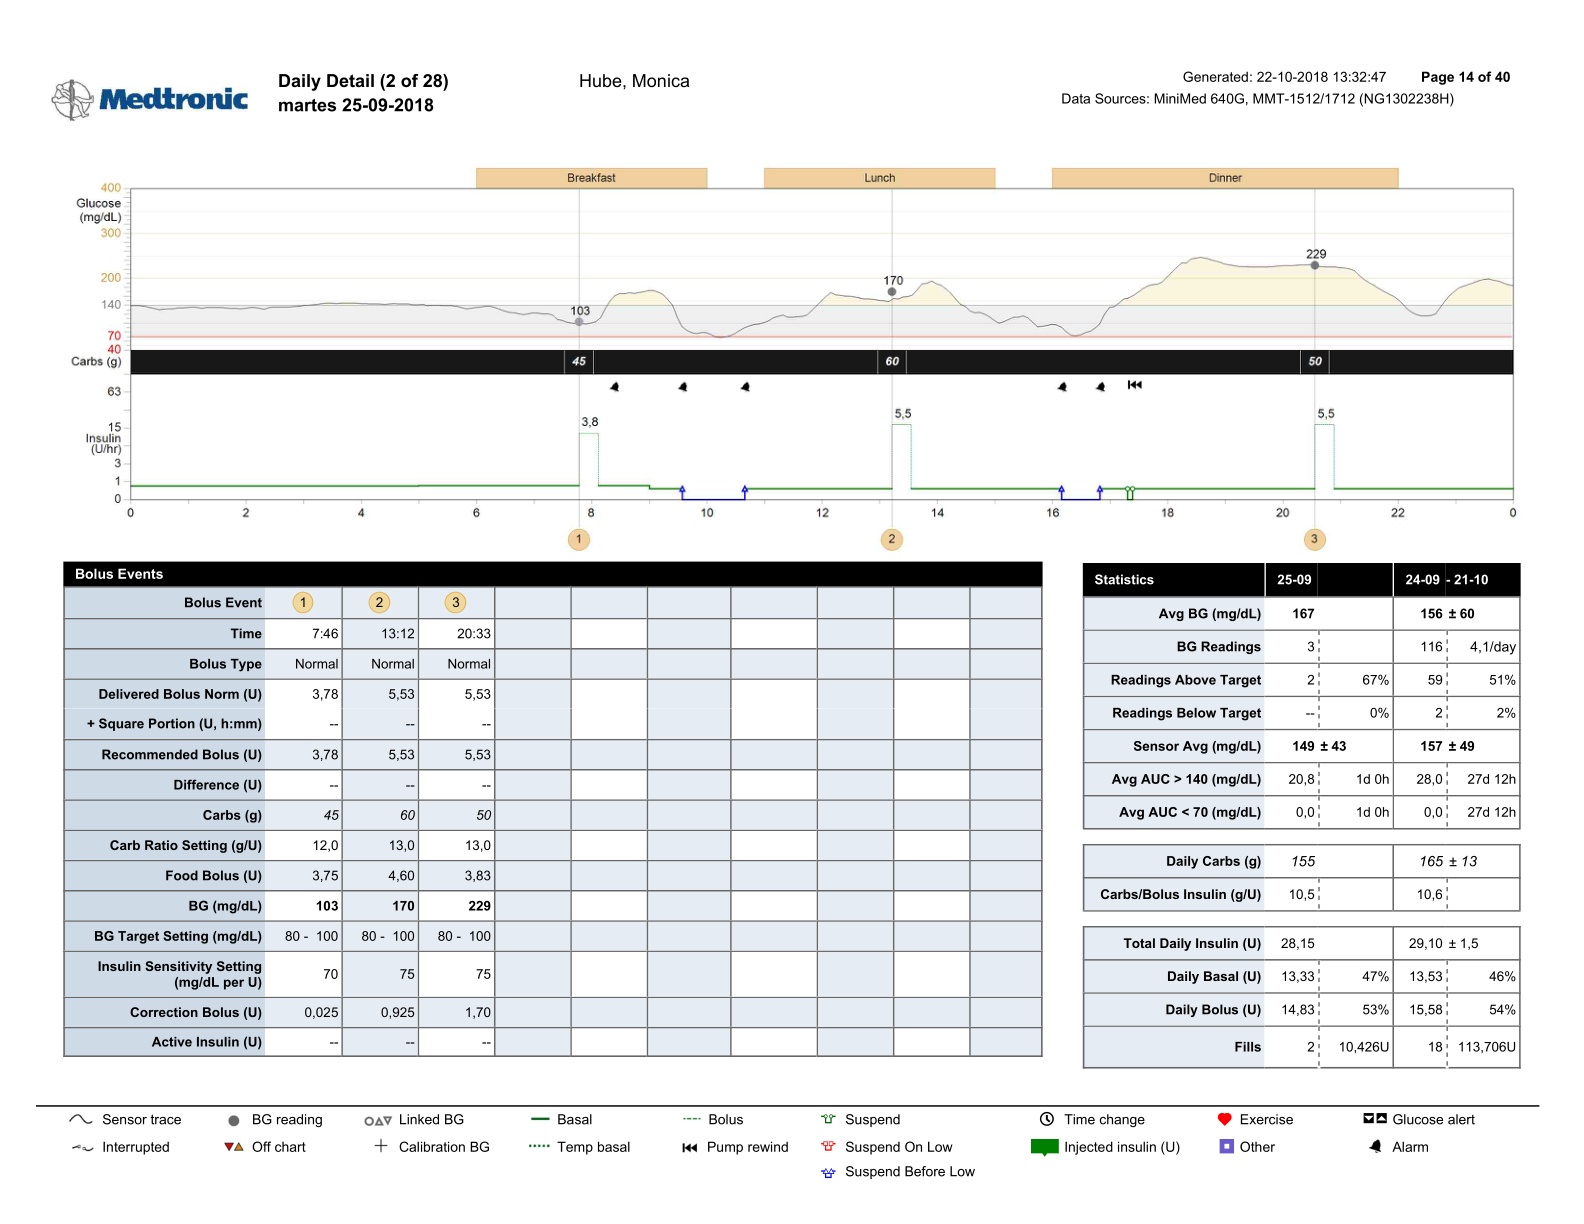 Medtronic
Daily Detail (2 of 28)
martes 25-09-2018
Hube, Monica
Generated: 22-10-2018 13:32:47 Page 14 of 40
Data Sources: MiniMed 640G, MMT-1512/1712 (NG1302238H)
Breakfast Lunch Dinner
400
Glucose
(mg/dL)
300
200
140
70
40
103
170
229
Carbs (g) 45 60 50
63
15
Insulin
(U/hr)
3
1
0
3,8
5,5
5,5
0 2 4 6 8 10 12 14 16 18 20 22 0
1 2 3
Bolus Events
Bolus Event 1 2 3
Time 7:46 13:12 20:33
Bolus Type Normal Normal Normal
Delivered Bolus Norm (U) 3,78 5,53 5,53
+ Square Portion (U, h:mm) -- -- --
Recommended Bolus (U) 3,78 5,53 5,53
Difference (U) -- -- --
Carbs (g) 45 60 50
Carb Ratio Setting (g/U) 12,0 13,0 13,0
Food Bolus (U) 3,75 4,60 3,83
BG (mg/dL) 103 170 229
BG Target Setting (mg/dL) 80 - 100 80 - 100 80 - 100
Insulin Sensitivity Setting
(mg/dL per U) 70 75 75
Correction Bolus (U) 0,025 0,925 1,70
Active Insulin (U) -- -- --
Statistics 25-09 24-09 - 21-10
Avg BG (mg/dL) 167 156 ± 60
BG Readings 3 116 4,1/day
Readings Above Target 2 67% 59 51%
Readings Below Target -- 0% 2 2%
Sensor Avg (mg/dL) 149 ± 43 157 ± 49
Avg AUC > 140 (mg/dL) 20,8 1d 0h 28,0 27d 12h
Avg AUC < 70 (mg/dL) 0,0 1d 0h 0,0 27d 12h
Daily Carbs (g) 155 165 ± 13
Carbs/Bolus Insulin (g/U) 10,5 10,6
Total Daily Insulin (U) 28,15 29,10 ± 1,5
Daily Basal (U) 13,33 47% 13,53 46%
Daily Bolus (U) 14,83 53% 15,58 54%
Fills 2 10,426U 18 113,706U
Sensor trace BG reading Linked BG Basal Bolus Suspend Time change Exercise Glucose alert
Interrupted Off chart Calibration BG Temp basal Pump rewind Suspend On Low Injected insulin (U) Other Alarm
Suspend Before Low